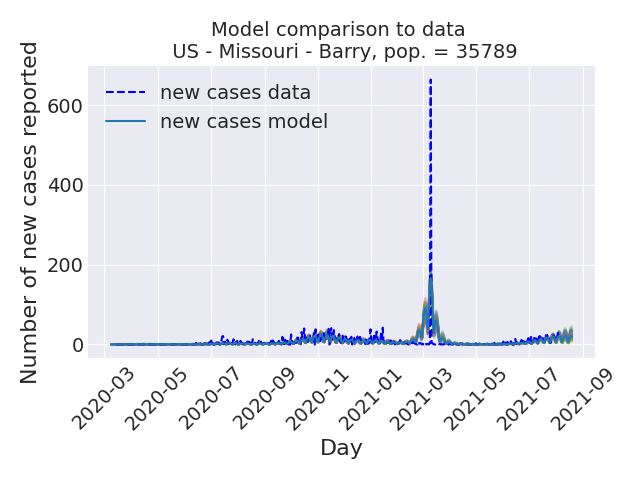 Model comparison to data
US - Missouri - Barry, pop. = 35789
Number of new cases reported
600
400
200
0
new cases data
new cases model
2020-03
2020-05
2020-07
2020-09
2020-11
2021-01
2021-03
2021-05
2021-07
2021-09
Day